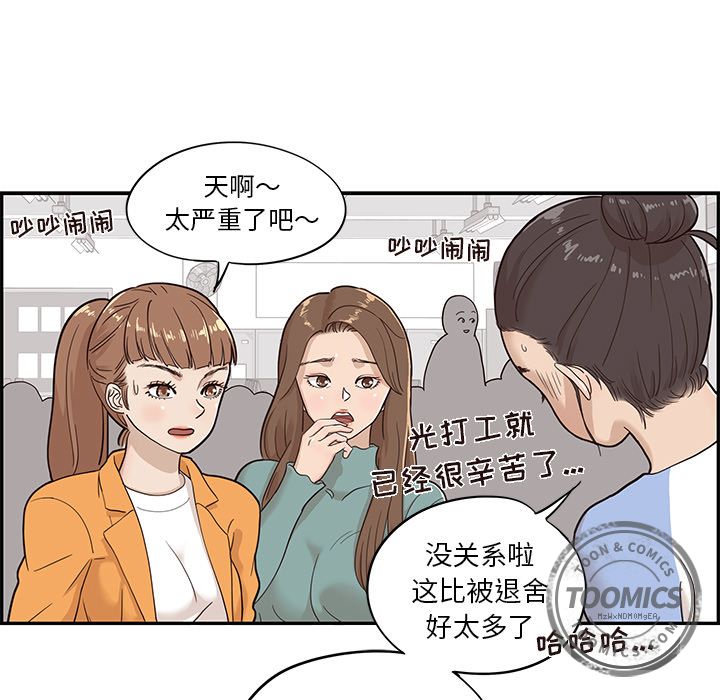 天啊~
太严重了吧~
吵吵闹闹
吵吵闹闹
光打工就
已经很辛苦了...
没关系啦
这比被退舍
好太多了
哈哈哈...
TOON & COMICS
TOOMICS
TOON & COMICS